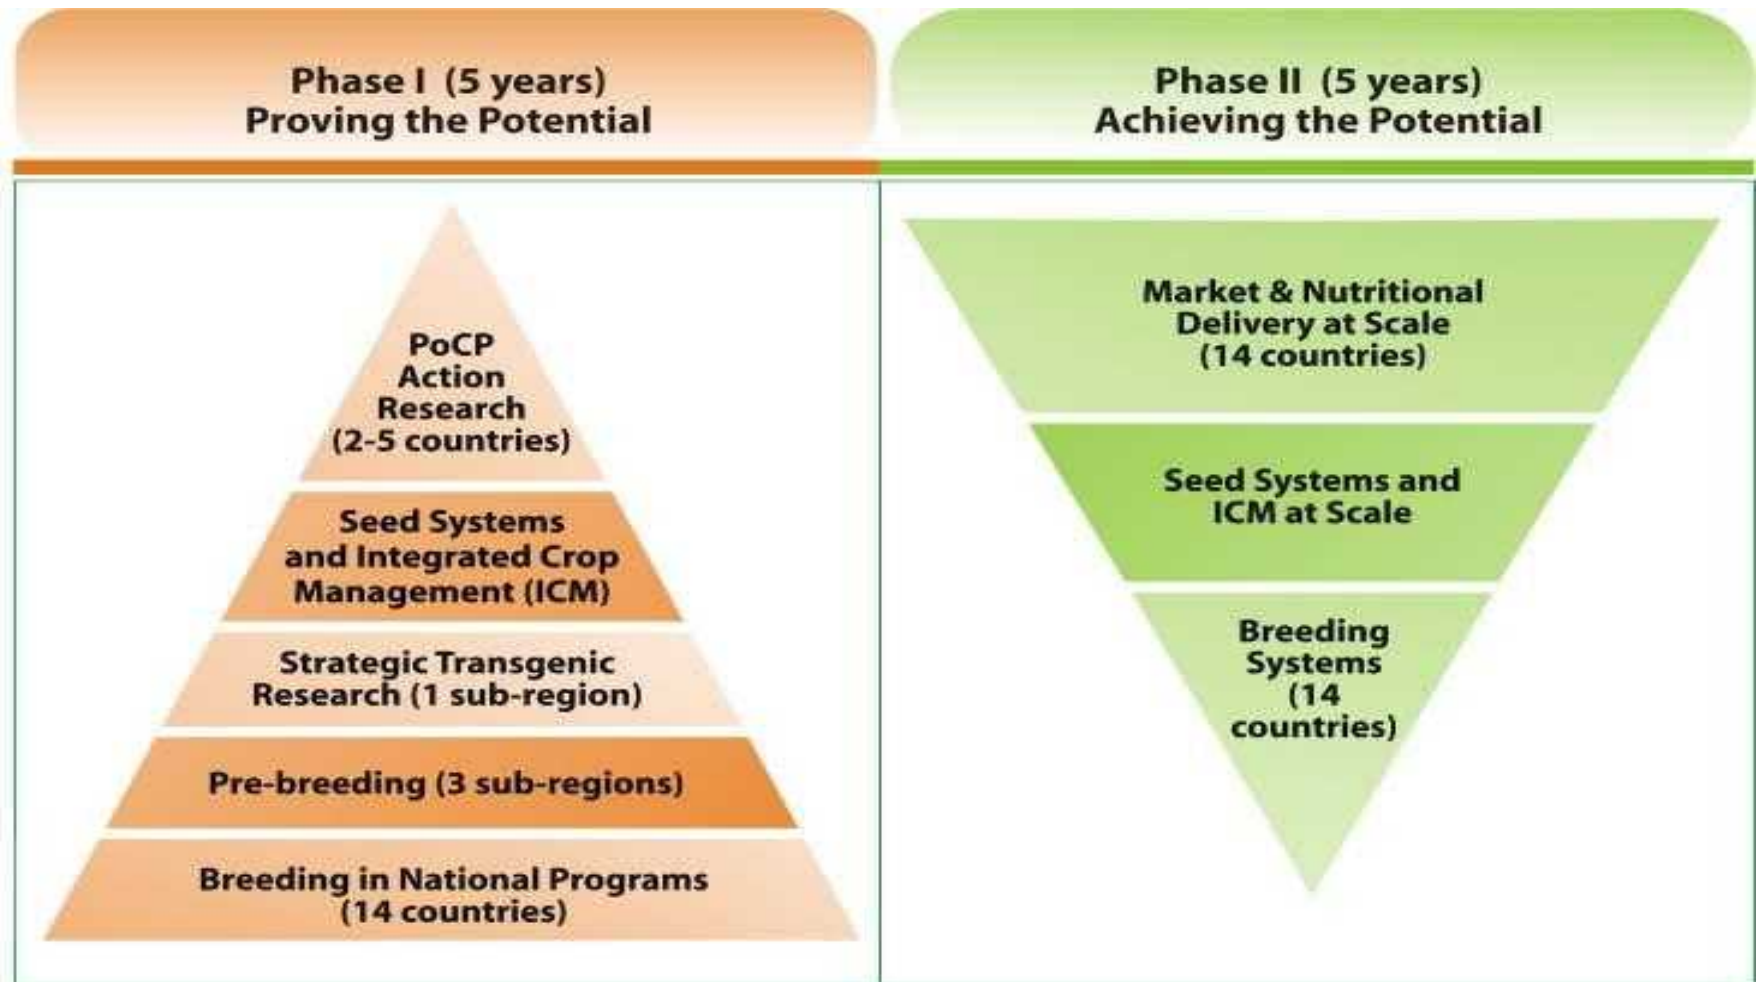 Phase I (5 years)
Proving the Potential
PoCP
Action
Research
(2-5 countries)
Seed Systems
and Integrated Crop
Management (ICM)
Strategic Transgenic
Research (1 sub-region)
Pre-breeding (3 sub-regions)
Breeding in National Programs
(14 countries)
Phase II (5 years)
Achieving the Potential
Market & Nutritional
Delivery at Scale
(14 countries)
Seed Systems and
ICM at Scale
Breeding
Systems
(14
countries)